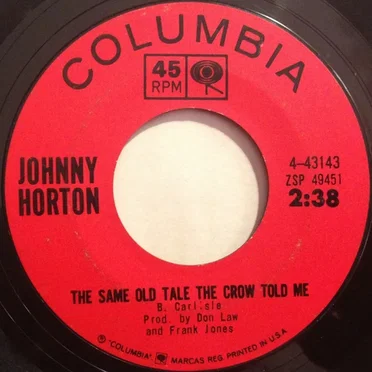 COLUMBIA
45
RPM
JOHNNY
HORTON
4-43143
ZSP 49451
2:38
THE SAME OLD TALE THE CROW TOLD ME
B. Carlisle
Prod. by Don Law
and Frank Jones
® "COLUMBIA" MARCAS REG. PRINTED IN U.S.A.